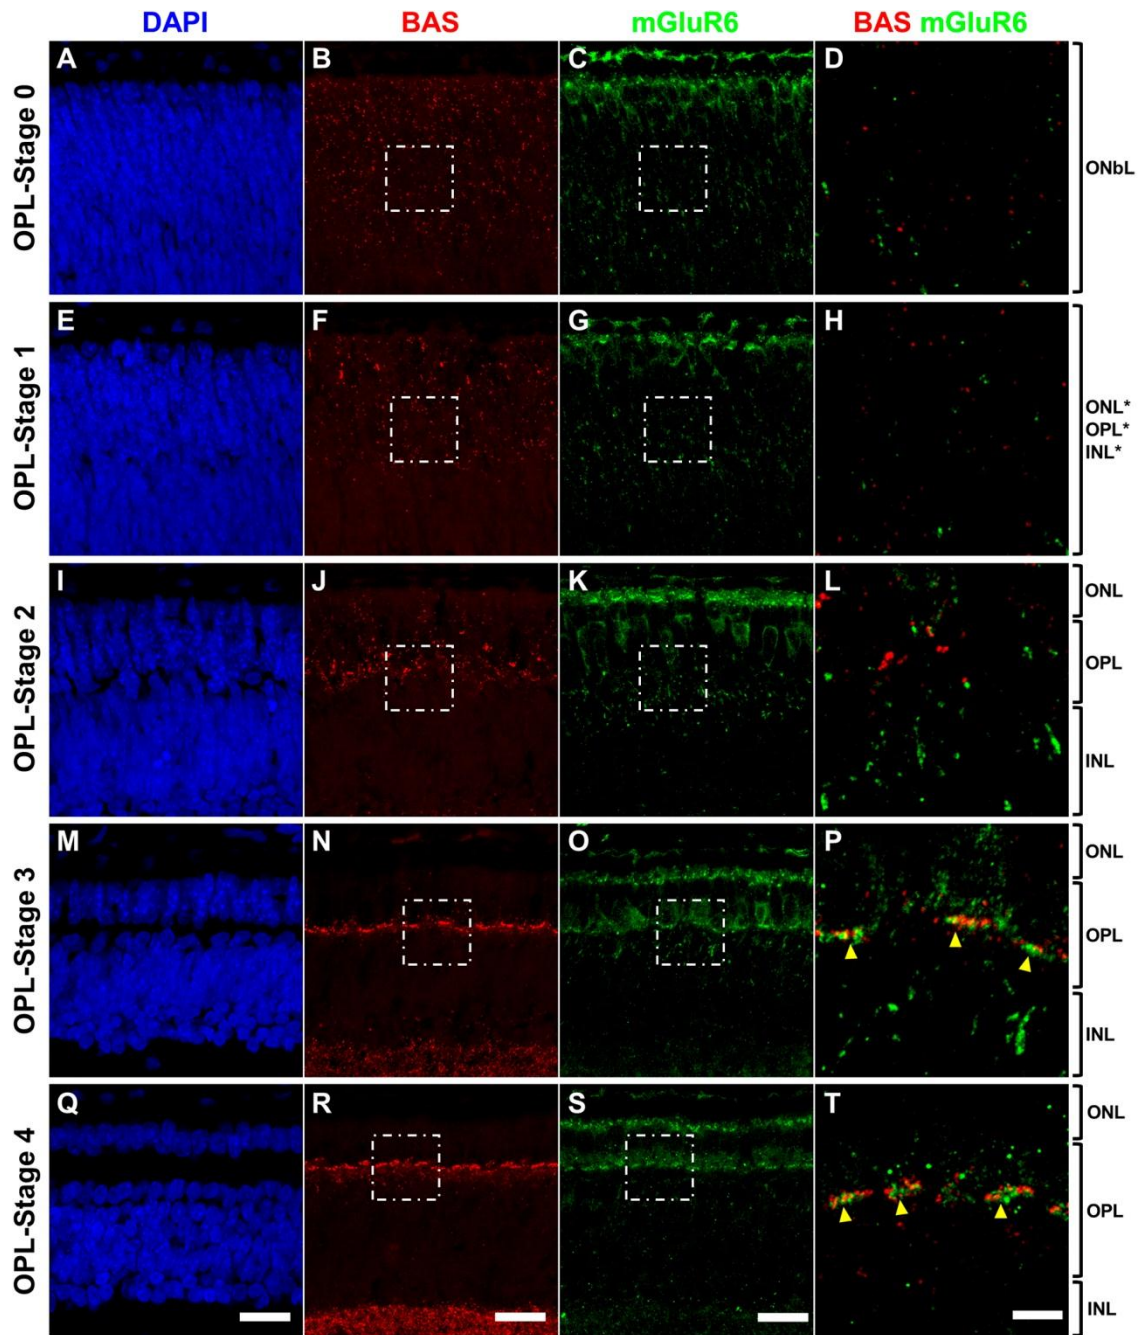 DAPI BAS mGluR6 BAS mGluR6
OPL-Stage 0
A B C D
ONbL
OPL-Stage 1
E F G H
ONL*
OPL*
INL*
OPL-Stage 2
I J K L
ONL
OPL
INL
OPL-Stage 3
M N O P
ONL
OPL
INL
OPL-Stage 4
Q R S T
ONL
OPL
INL